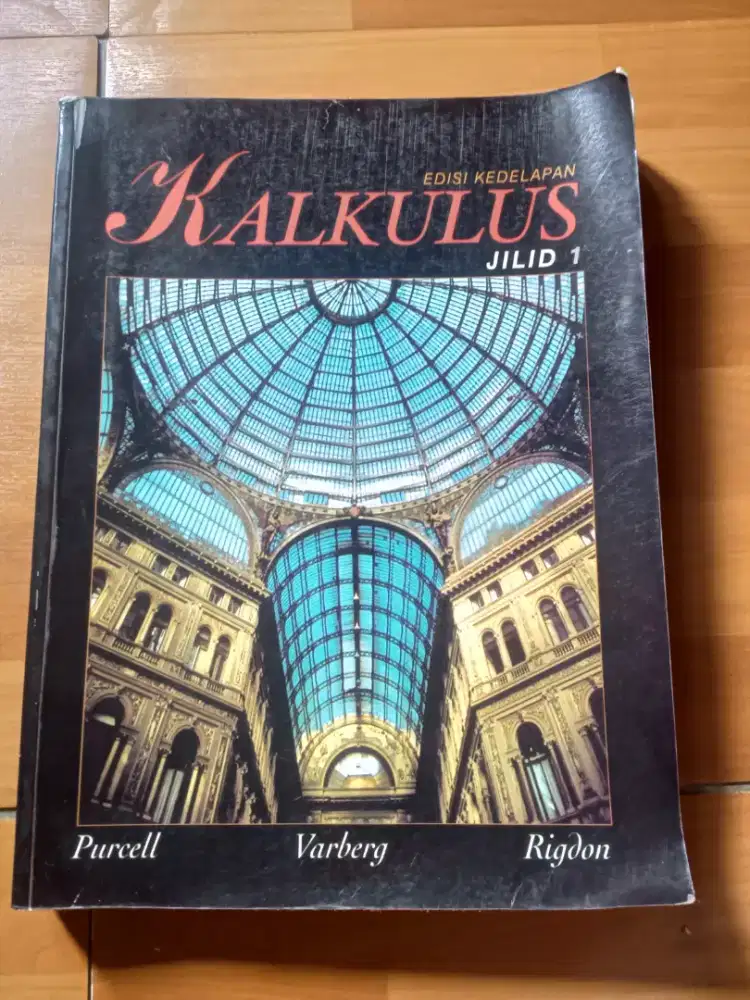 EDISI KEDELAPAN
KALKULUS
JILID 1
Purcell Varberg Rigdon